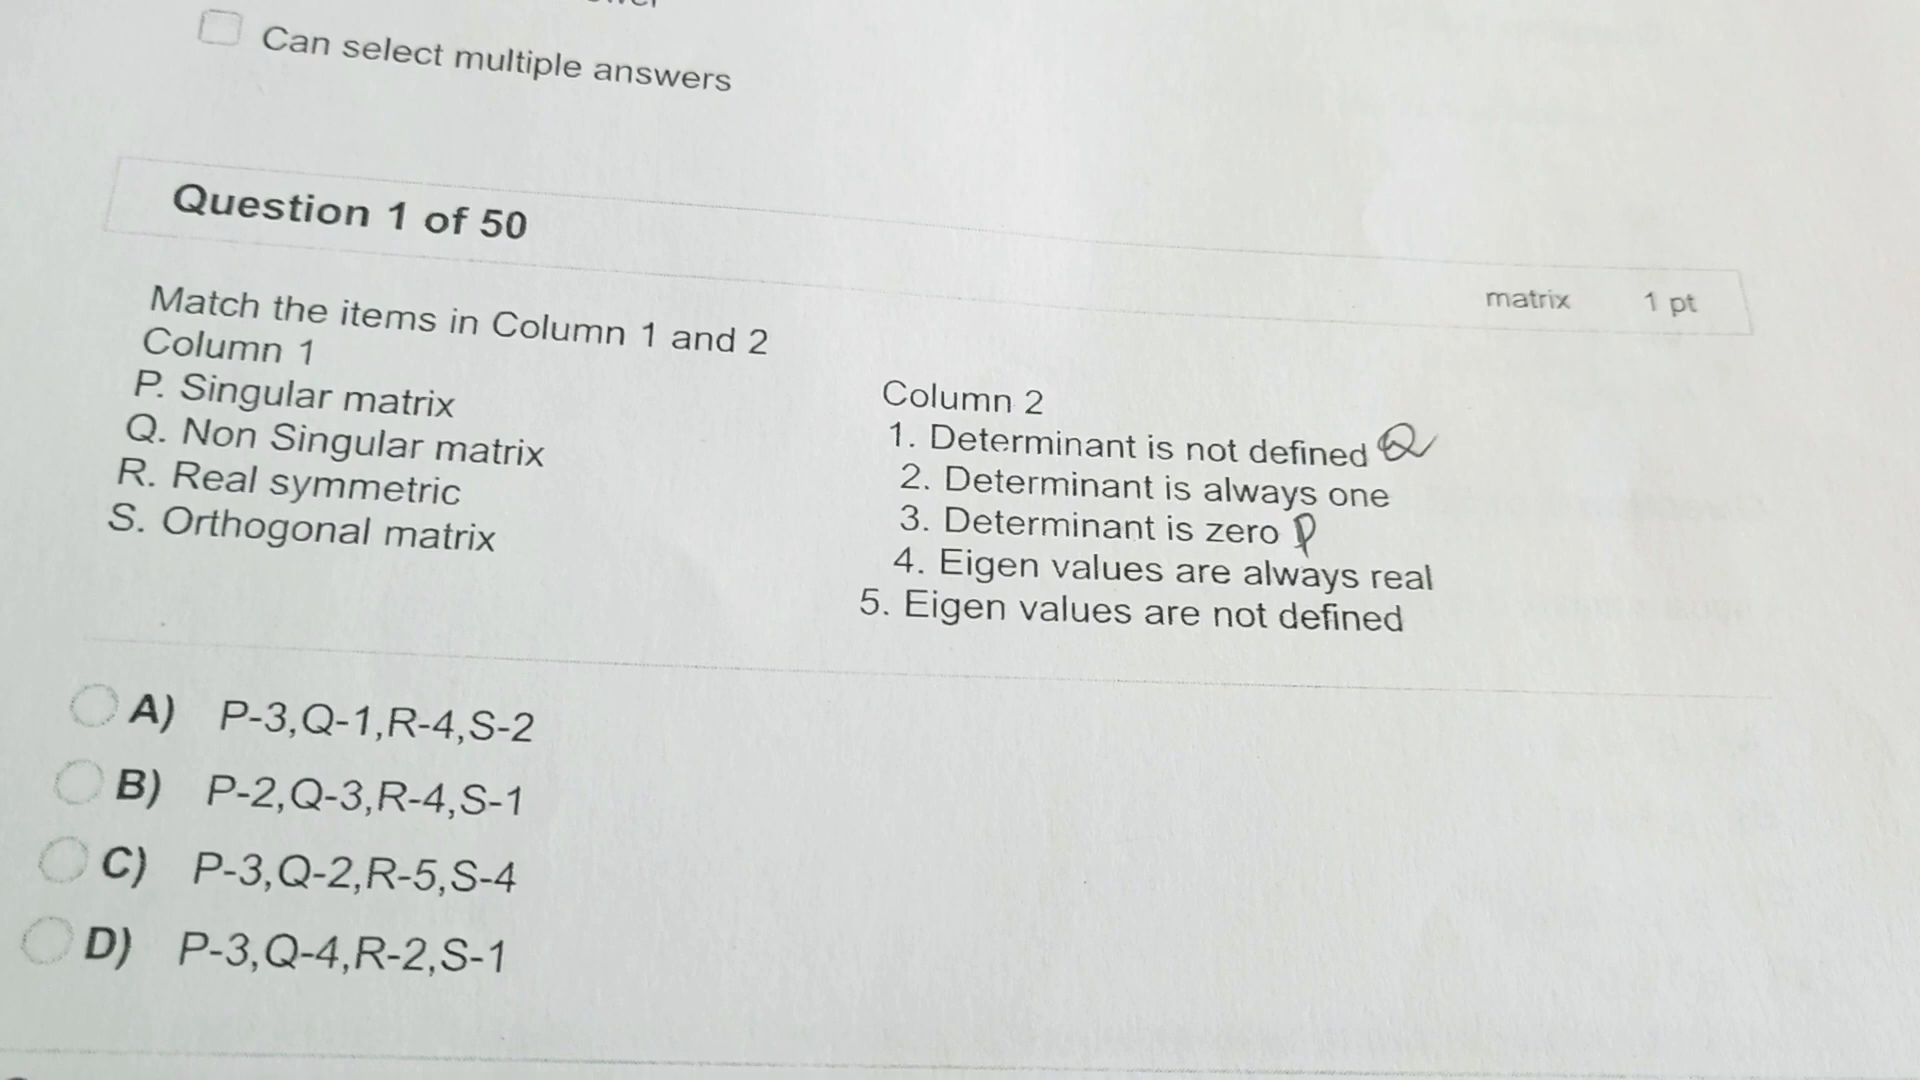 Can select multiple answers
Question 1 of 50
matrix 1 pt
Match the items in Column 1 and 2
Column 1
P. Singular matrix
Q. Non Singular matrix
R. Real symmetric
S. Orthogonal matrix
Column 2
1. Determinant is not defined Q
2. Determinant is always one
3. Determinant is zero P
4. Eigen values are always real
5. Eigen values are not defined
A) P-3,Q-1,R-4,S-2
B) P-2,Q-3,R-4,S-1
C) P-3,Q-2,R-5,S-4
D) P-3,Q-4,R-2,S-1